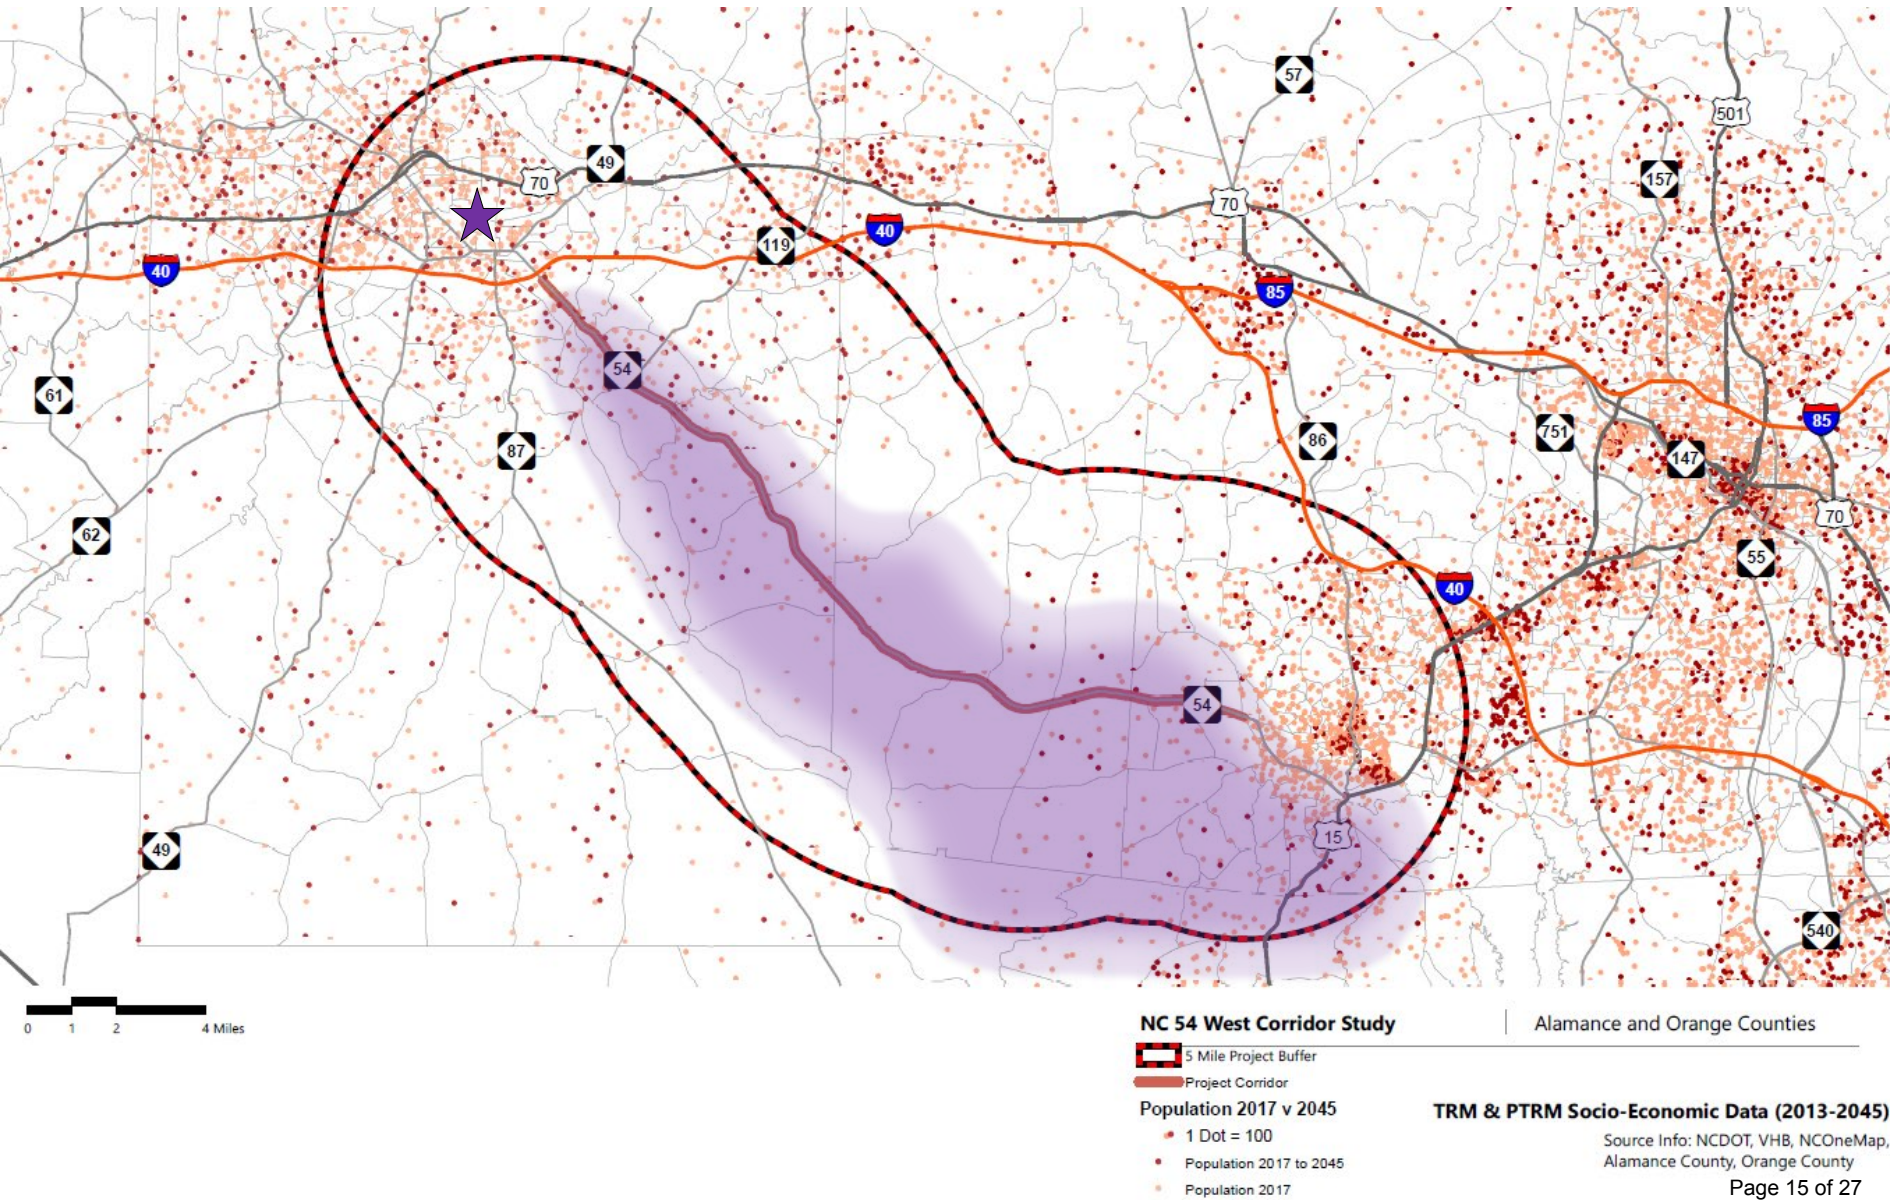 57
501
49
157
70
70
119
40
40
85
54
61
85
86
751
87
147
70
62
55
40
54
15
49
540
0 1 2 4 Miles
NC 54 West Corridor Study
Alamance and Orange Counties
5 Mile Project Buffer
Project Corridor
Population 2017 v 2045
TRM & PTRM Socio-Economic Data (2013-2045)
1 Dot = 100
Source Info: NCDOT, VHB, NCOneMap,
Population 2017 to 2045
Alamance County, Orange County
Population 2017
Page 15 of 27